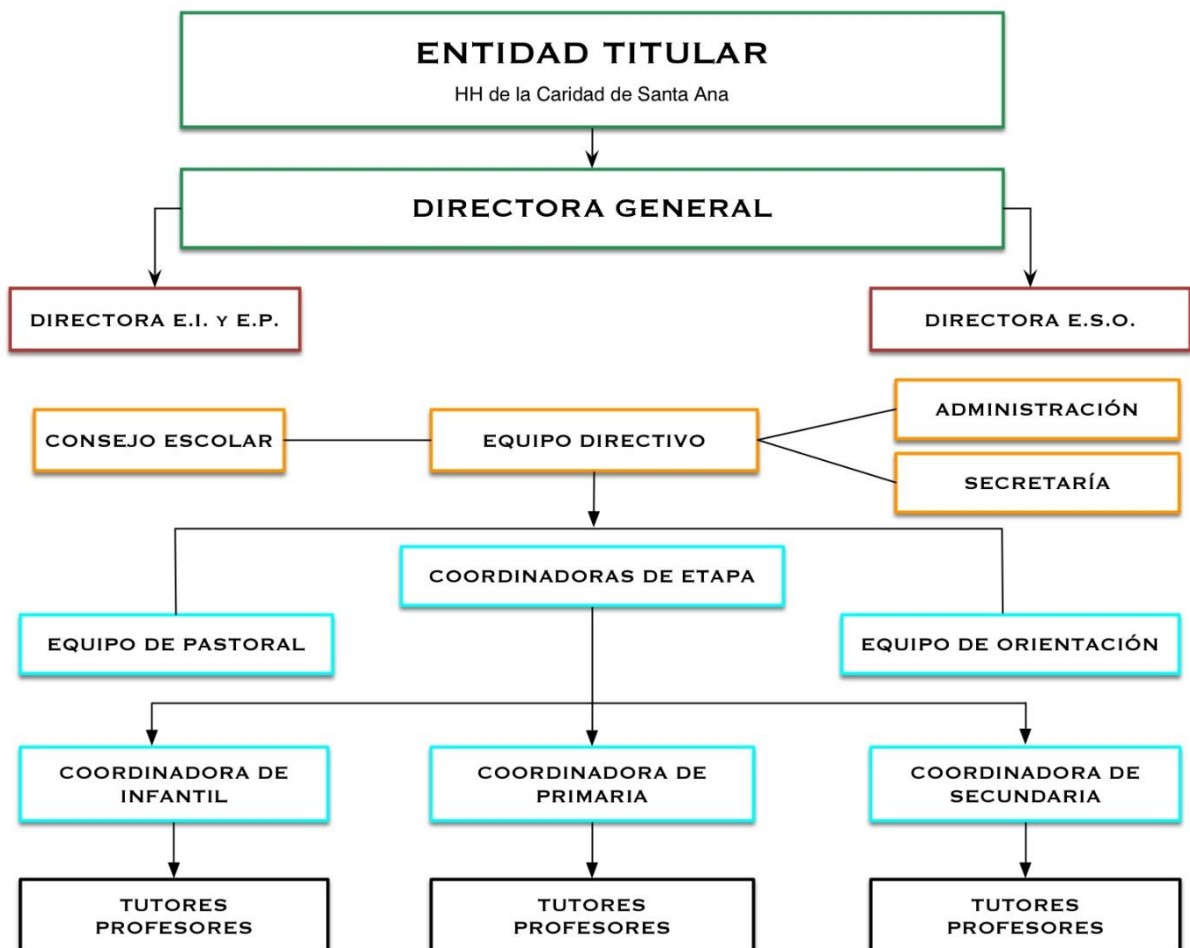 ENTIDAD TITULAR
HH de la Caridad de Santa Ana
DIRECTORA GENERAL
DIRECTORA E.I. Y E.P.
DIRECTORA E.S.O.
CONSEJO ESCOLAR
EQUIPO DIRECTIVO
ADMINISTRACIÓN
SECRETARÍA
COORDINADORAS DE ETAPA
EQUIPO DE PASTORAL
EQUIPO DE ORIENTACIÓN
COORDINADORA DE
INFANTIL
COORDINADORA DE
PRIMARIA
COORDINADORA DE
SECUNDARIA
TUTORES
PROFESORES
TUTORES
PROFESORES
TUTORES
PROFESORES